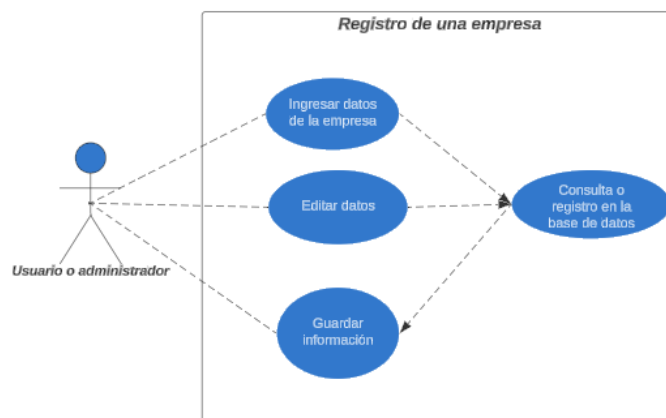 Registro de una empresa
Ingresar datos
de la empresa
Editar datos
Consulta o
registro en la
base de datos
Usuario o administrador
Guardar
información